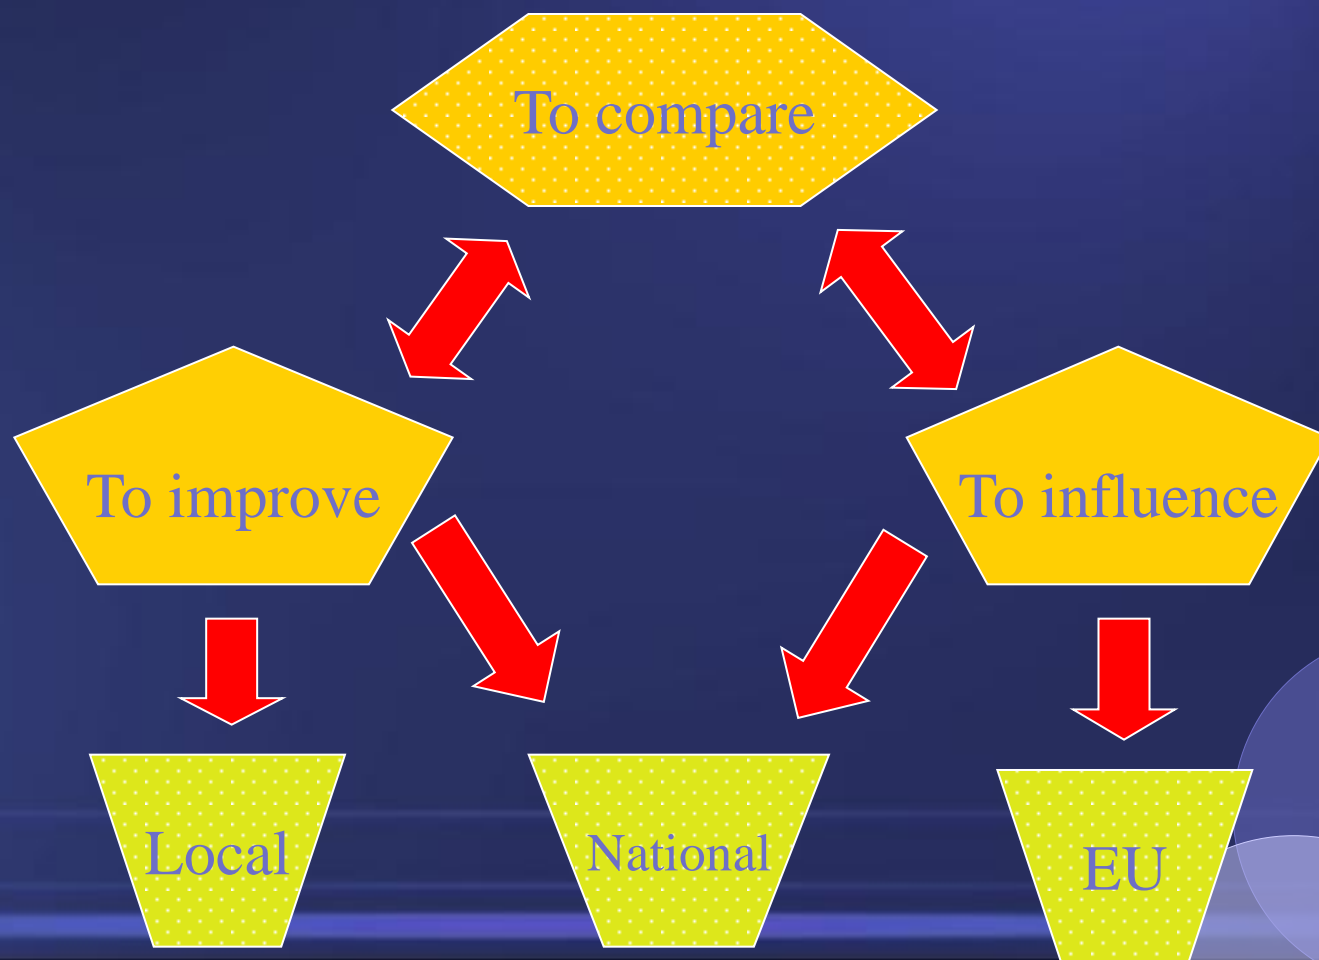 To compare
To improve
To influence
Local
National
EU